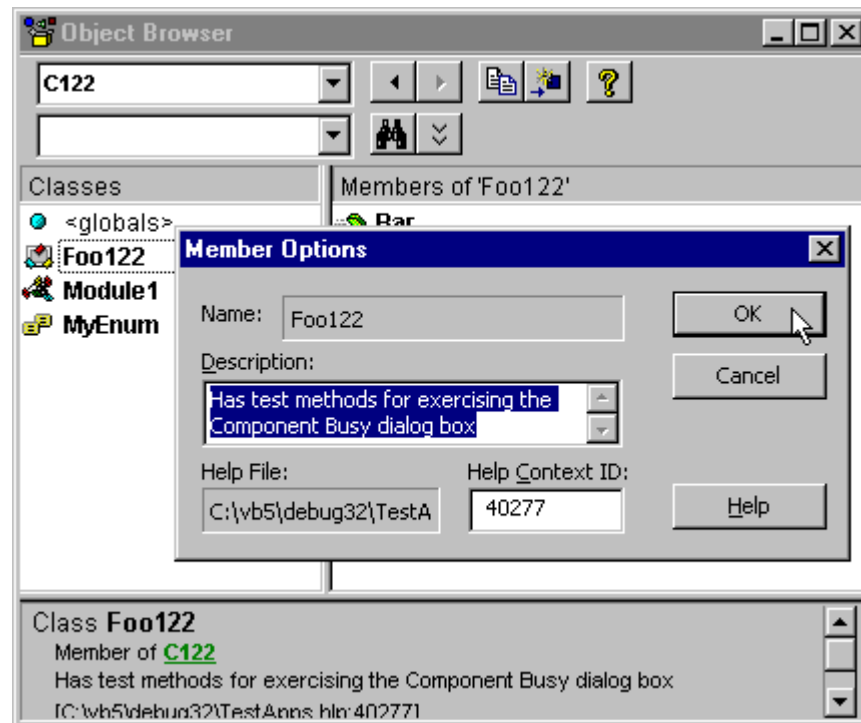 Object Browser
C122
Classes
Members of 'Foo122'
<globals>
Bar
Foo122
Module1
MyEnum
Member Options
Name:
Foo122
OK
Description:
Cancel
Has test methods for exercising the
Component Busy dialog box
Help File:
Help Context ID:
C:\vb5\debug32\TestA
40277
Help
Class Foo122
Member of C122
Has test methods for exercising the Component Busy dialog box
[C:\vb5\debug32\TestApps.hlp:40277]